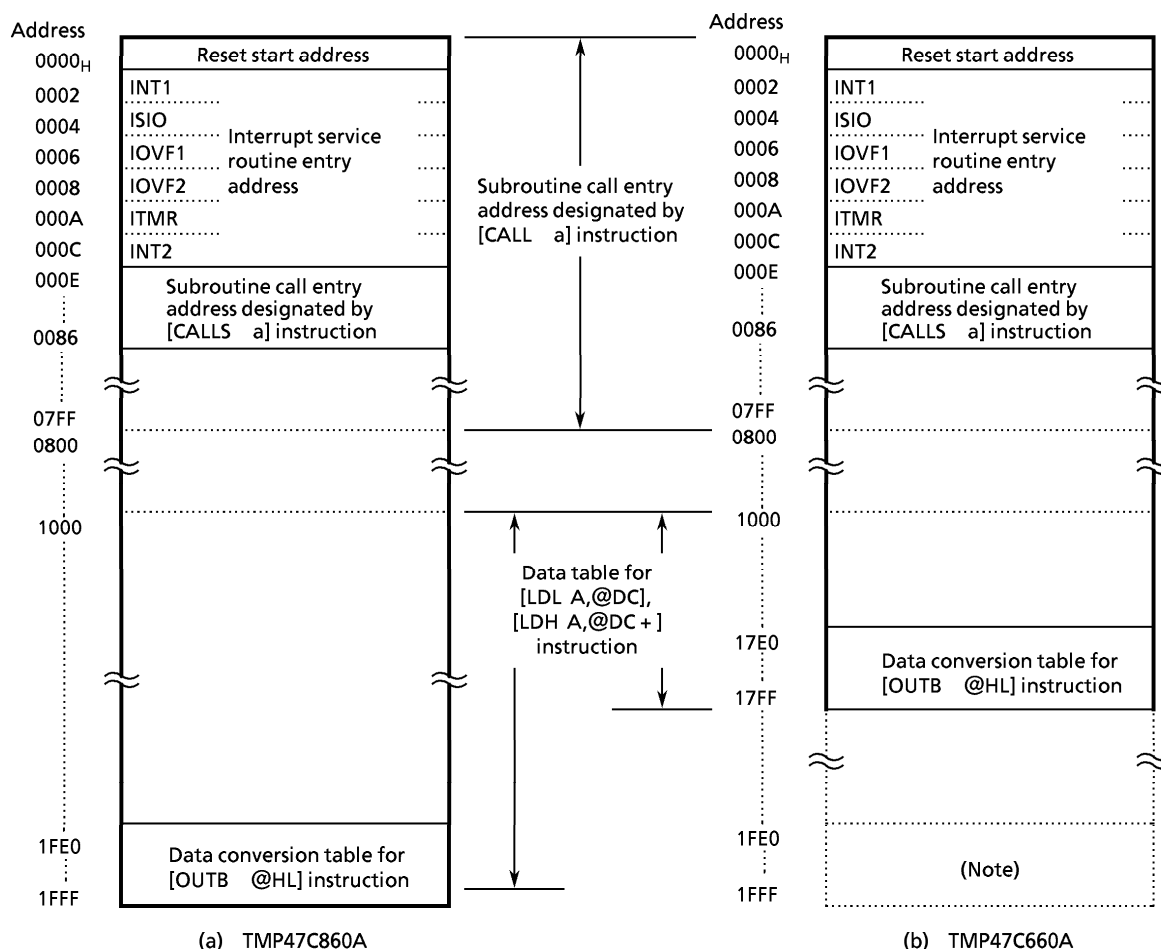 Address
0000H
0002
0004
0006
0008
000A
000C
000E
0086
07FF
0800
1000
1FE0
1FFF
Reset start address
INT1
ISIO
IOVF1
IOVF2
ITMR
INT2
Interrupt service
routine entry
address
Subroutine call entry
address designated by
[CALLS a] instruction
Data conversion table for
[OUTB @HL] instruction
(a) TMP47C860A
Subroutine call entry
address designated by
[CALL a] instruction
Data table for
[LDL A,@DC],
[LDH A,@DC+]
instruction
Address
0000H
0002
0004
0006
0008
000A
000C
000E
0086
07FF
0800
1000
17E0
17FF
1FE0
1FFF
Reset start address
INT1
ISIO
IOVF1
IOVF2
ITMR
INT2
Interrupt service
routine entry
address
Subroutine call entry
address designated by
[CALLS a] instruction
Data conversion table for
[OUTB @HL] instruction
(Note)
(b) TMP47C660A